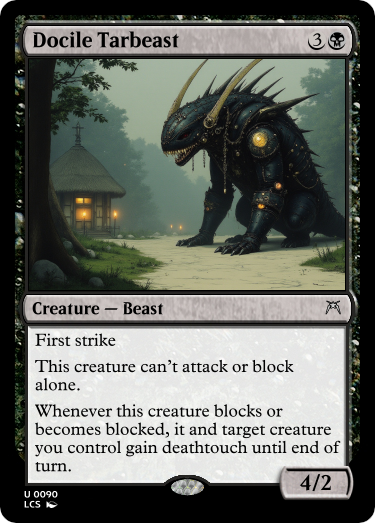 Docile Tarbeast 3
Creature — Beast
First strike
This creature can't attack or block
alone.
Whenever this creature blocks or
becomes blocked, it and target creature
you control gain deathtouch until end of
turn.
4/2
U 0090
LCS